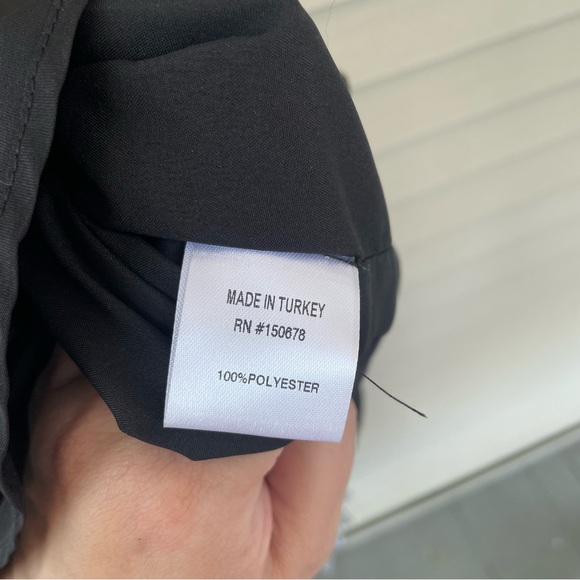 MADE IN TURKEY
RN #150678
100%POLYESTER